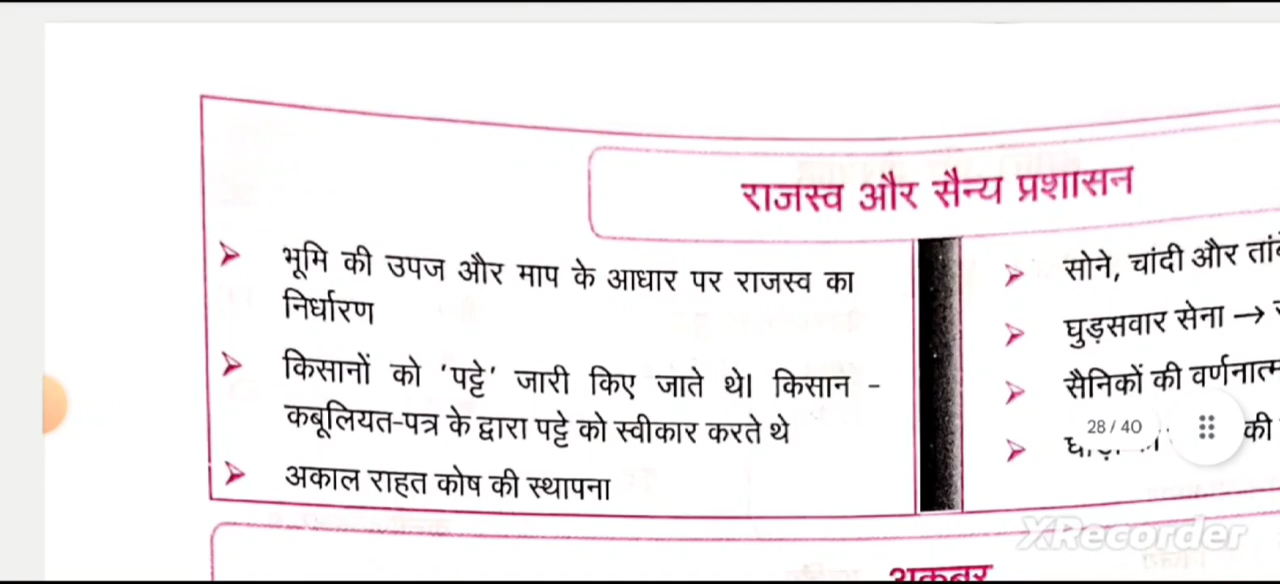 राजस्व और सैन्य प्रशासन
भूमि की उपज और माप के आधार पर राजस्व का
निर्धारण
किसानों को 'पट्टे' जारी किए जाते थे। किसान -
कबूलियत-पत्र के द्वारा पट्टे को स्वीकार करते थे
अकाल राहत कोष की स्थापना
सोने, चांदी और
घुड़सवार सेना →
सैनिकों की
28 / 40
की
XRecorder
अकबर